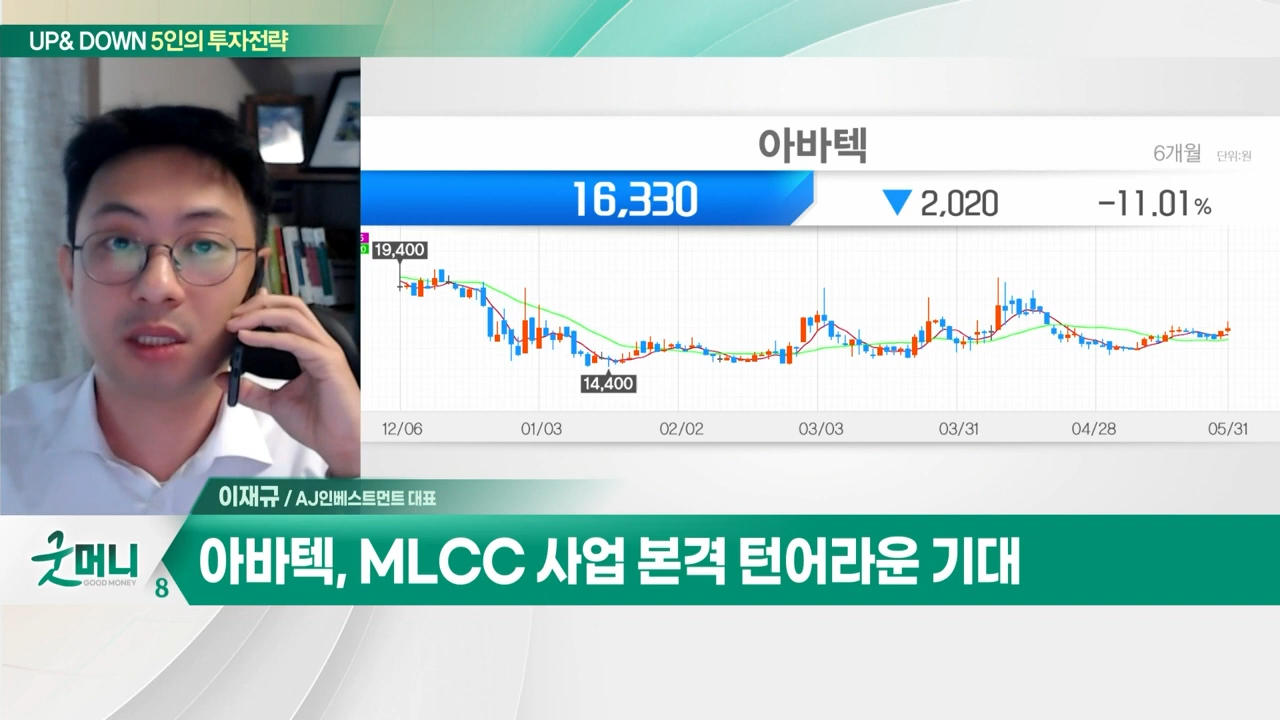 UP& DOWN 5인의 투자전략
아바텍
6개월 단위:원
16,330 ▼ 2,020 -11.01%
19,400
14,400
12/06 01/03 02/02 03/03 03/31 04/28 05/31
이재규 / AJ인베스트먼트 대표
굿머니
GOOD MONEY
8
아바텍, MLCC 사업 본격 턴어라운 기대